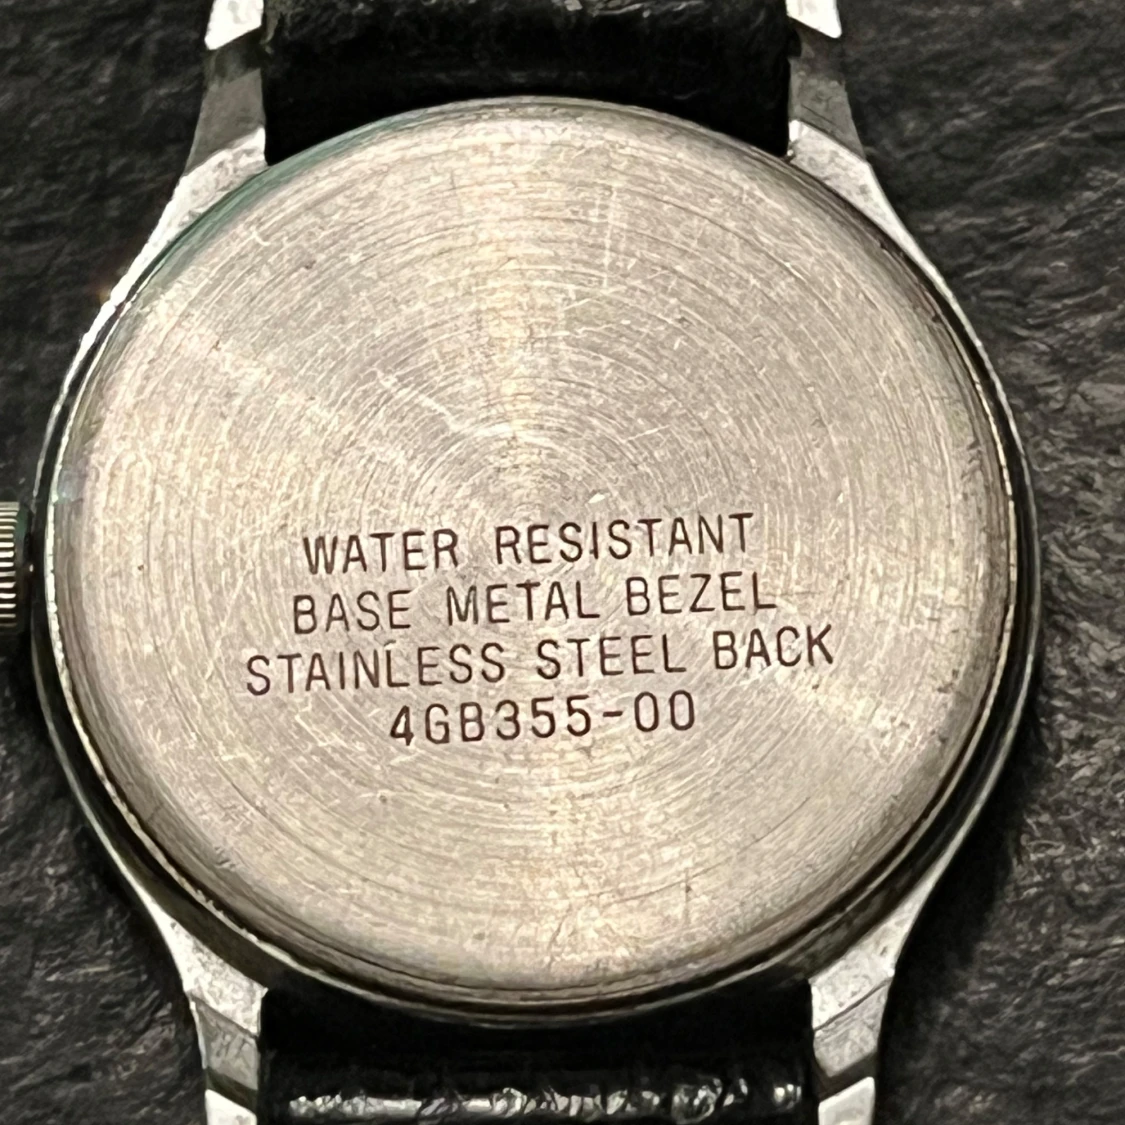 WATER RESISTANT
BASE METAL BEZEL
STAINLESS STEEL BACK
4GB355-00